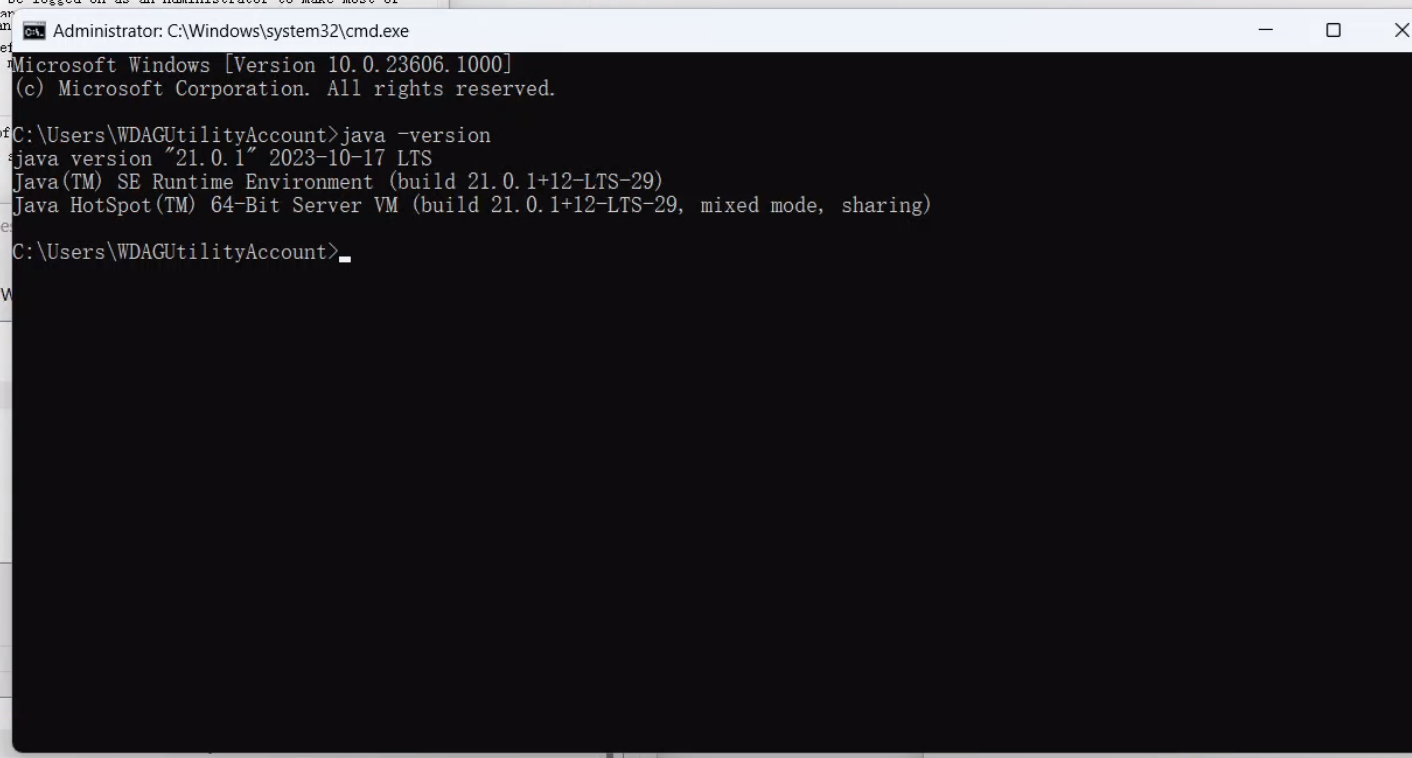 be logged on as an Administrator to make most of
Administrator: C:\Windows\system32\cmd.exe
Microsoft Windows [Version 10.0.23606.1000]
(c) Microsoft Corporation. All rights reserved.
C:\Users\WDAGUtilityAccount>java -version
java version "21.0.1" 2023-10-17 LTS
Java(TM) SE Runtime Environment (build 21.0.1+12-LTS-29)
Java HotSpot(TM) 64-Bit Server VM (build 21.0.1+12-LTS-29, mixed mode, sharing)
C:\Users\WDAGUtilityAccount>